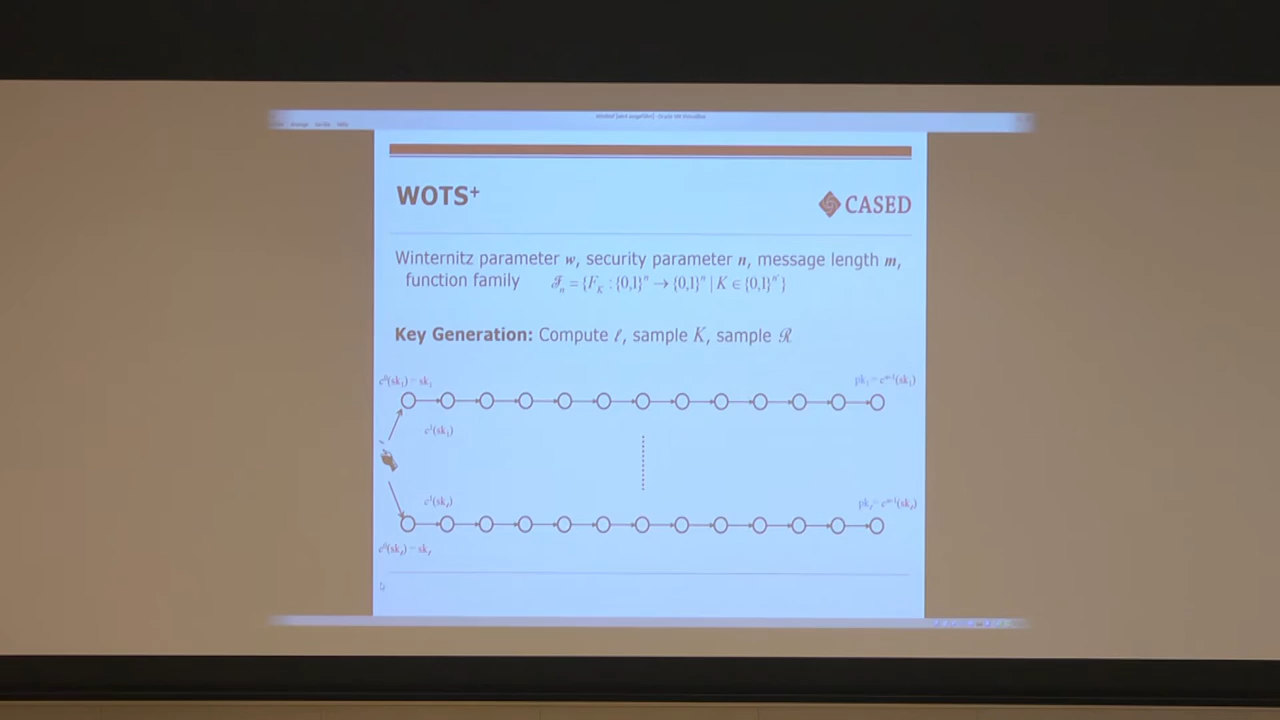 WOTS⁺
CASED
Winternitz parameter w, security parameter n, message length m,
function family ℱₙ = {F_K : {0,1}ⁿ → {0,1}ⁿ | K ∈ {0,1}ⁿ}
Key Generation: Compute ℓ, sample K, sample ℛ
c⁰(sk₁) = sk₁
pk₁ = c^{w-1}(sk₁)
c¹(sk₁)
c¹(sk_ℓ)
pk_ℓ = c^{w-1}(sk_ℓ)
c⁰(sk_ℓ) = sk_ℓ